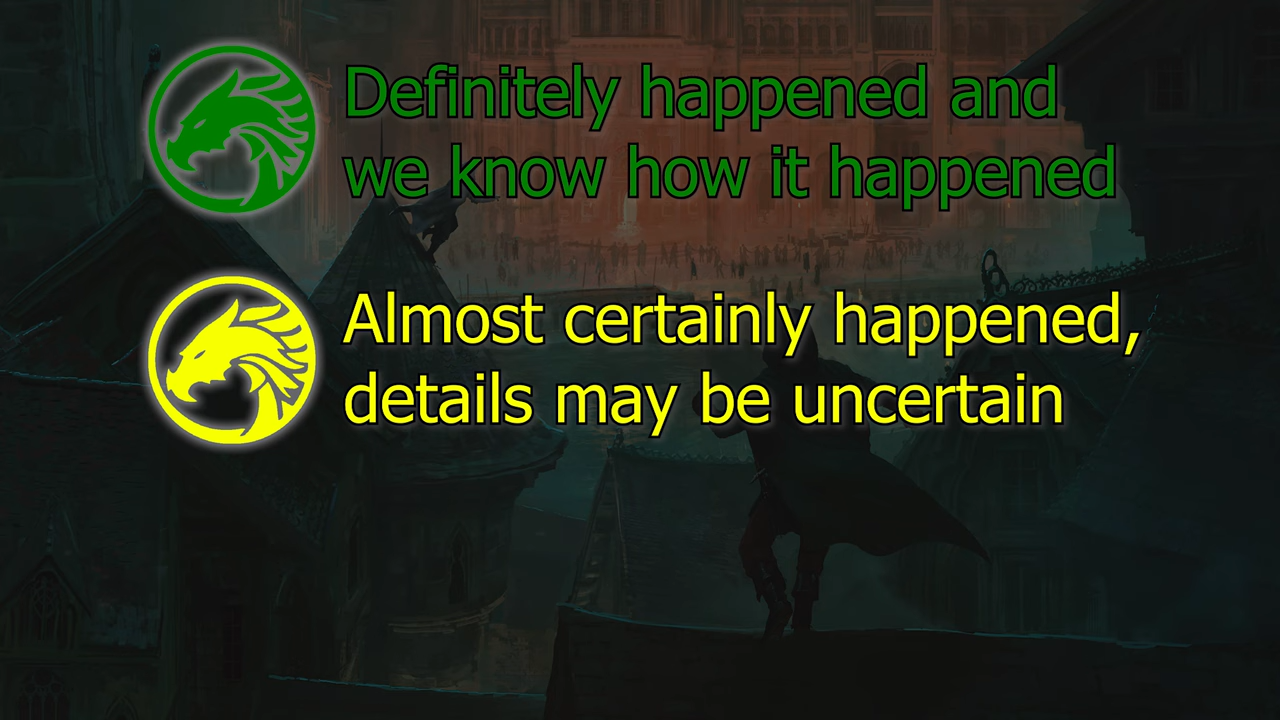 Definitely happened and
we know how it happened
Almost certainly happened,
details may be uncertain